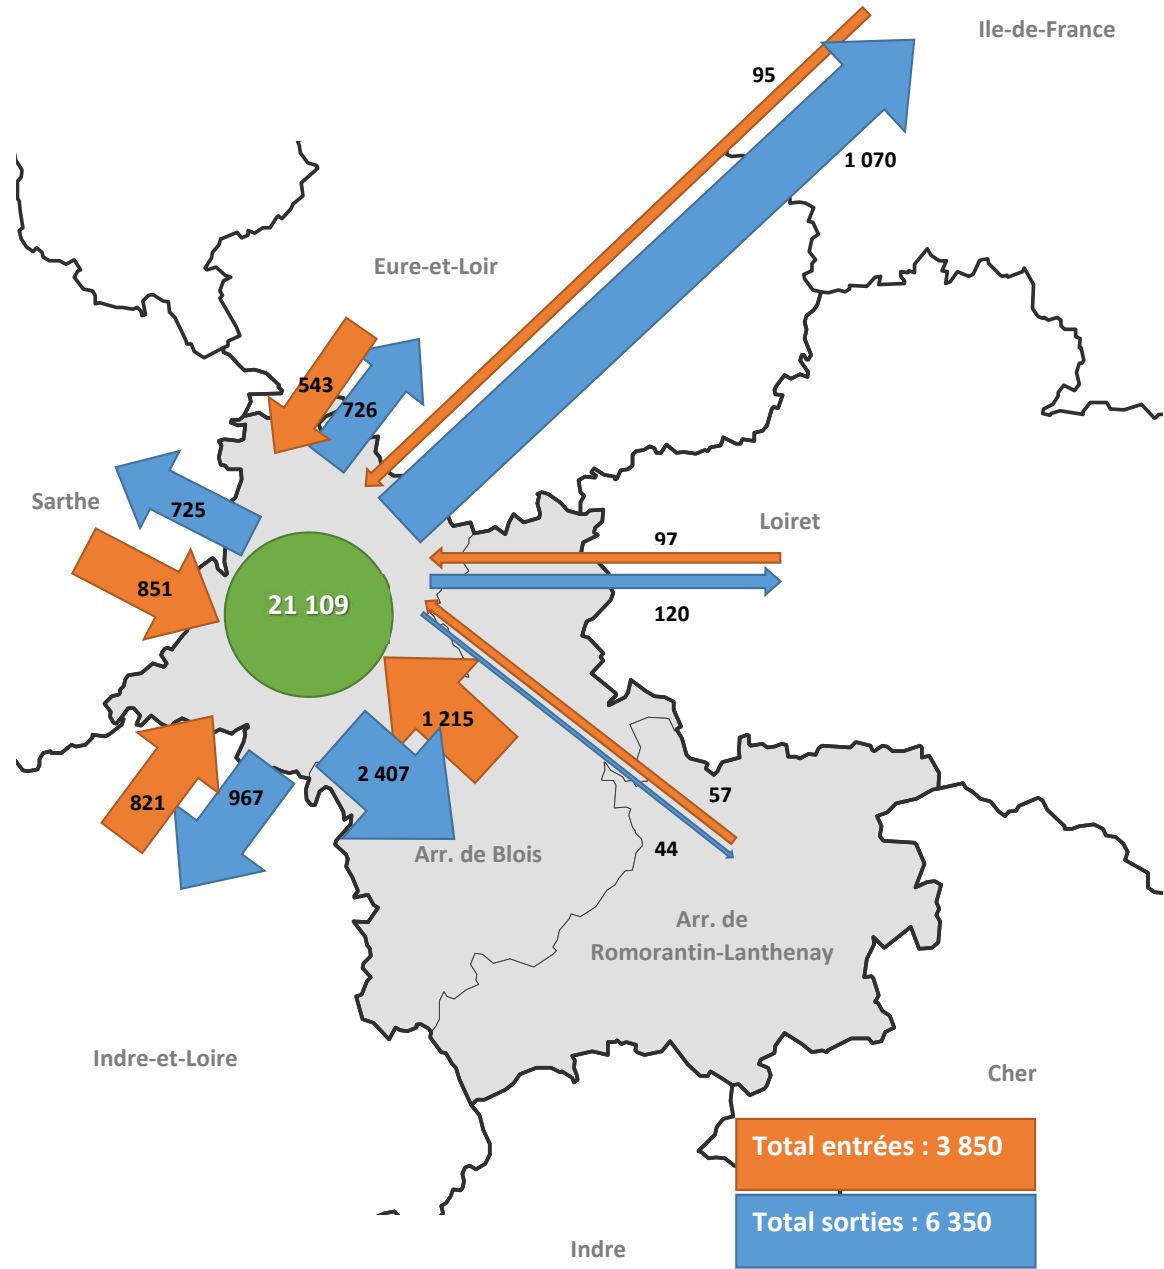 Ile-de-France
95
1 070
Eure-et-Loir
543
726
Sarthe
725
Loiret
97
851
21 109
120
1 215
2 407
57
821
967
44
Arr. de Blois
Arr. de
Romorantin-Lanthenay
Indre-et-Loire
Cher
Total entrées : 3 850
Total sorties : 6 350
Indre